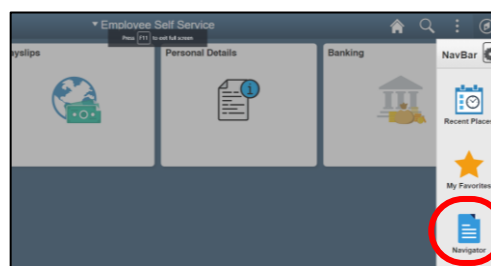 Employee Self Service
Press F11 to exit full screen
yslips
Personal Details
Banking
NavBar
Recent Places
My Favorites
Navigator